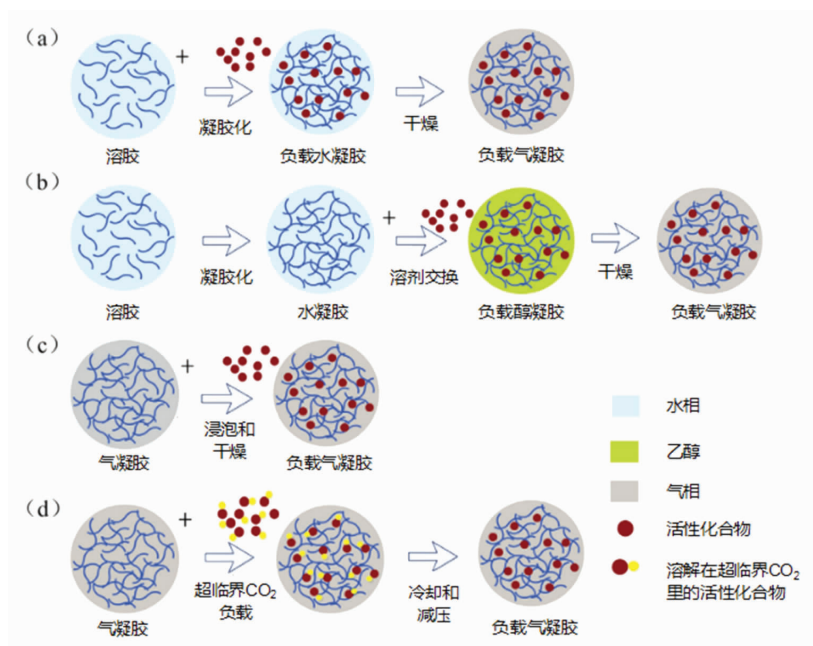 (a)
+
凝胶化
干燥
溶胶
负载水凝胶
负载气凝胶
(b)
+
凝胶化
溶剂交换
干燥
溶胶
水凝胶
负载醇凝胶
负载气凝胶
(c)
+
浸泡和
干燥
气凝胶
负载气凝胶
(d)
+
超临界CO₂
负载
冷却和
减压
气凝胶
负载气凝胶
水相
乙醇
气相
活性化合物
溶解在超临界CO₂
里的活性化合物